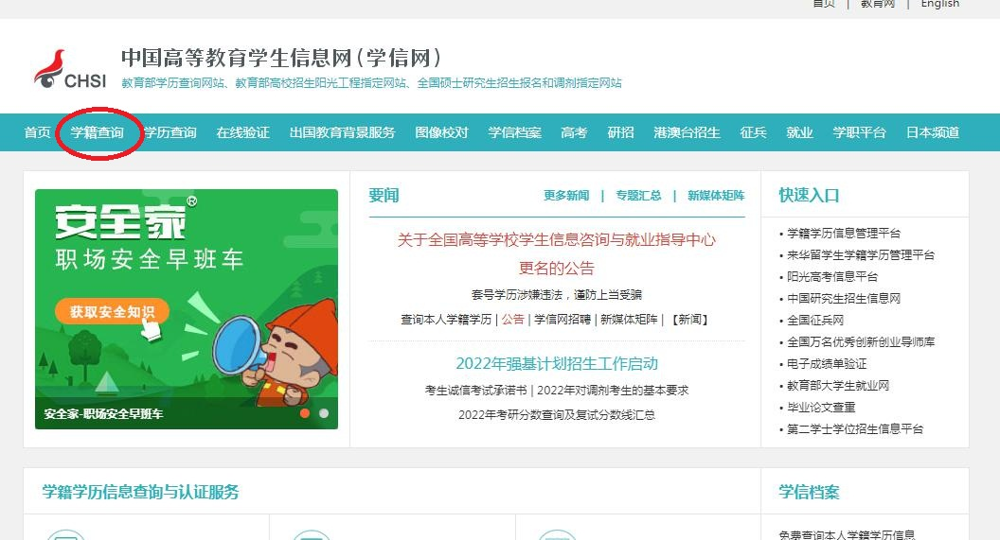 首页 | 教育网 | English
中国高等教育学生信息网(学信网)
CHSI
教育部学历查询网站、教育部高校招生阳光工程指定网站、全国硕士研究生招生报名和调剂指定网站
首页 学籍查询 学历查询 在线验证 出国教育背景服务 图像校对 学信档案 高考 研招 港澳台招生 征兵 就业 学职平台 日本频道
安全家®
职场安全早班车
获取安全知识
安全家-职场安全早班车
要闻 更多新闻 | 专题汇总 | 新媒体矩阵
关于全国高等学校学生信息咨询与就业指导中心
更名的公告
套号学历涉嫌违法，谨防上当受骗
查询本人学籍学历 | 公告 | 学信网招聘 | 新媒体矩阵 | 【新闻】
2022年强基计划招生工作启动
考生诚信考试承诺书 | 2022年对调剂考生的基本要求
2022年考研分数查询及复试分数线汇总
快速入口
• 学籍学历信息管理平台
• 来华留学生学籍学历管理平台
• 阳光高考信息平台
• 中国研究生招生信息网
• 全国征兵网
• 全国万名优秀创新创业导师库
• 电子成绩单验证
• 教育部大学生就业网
• 毕业论文查重
• 第二学士学位招生信息平台
学籍学历信息查询与认证服务
学信档案
免费查询本人学籍学历信息